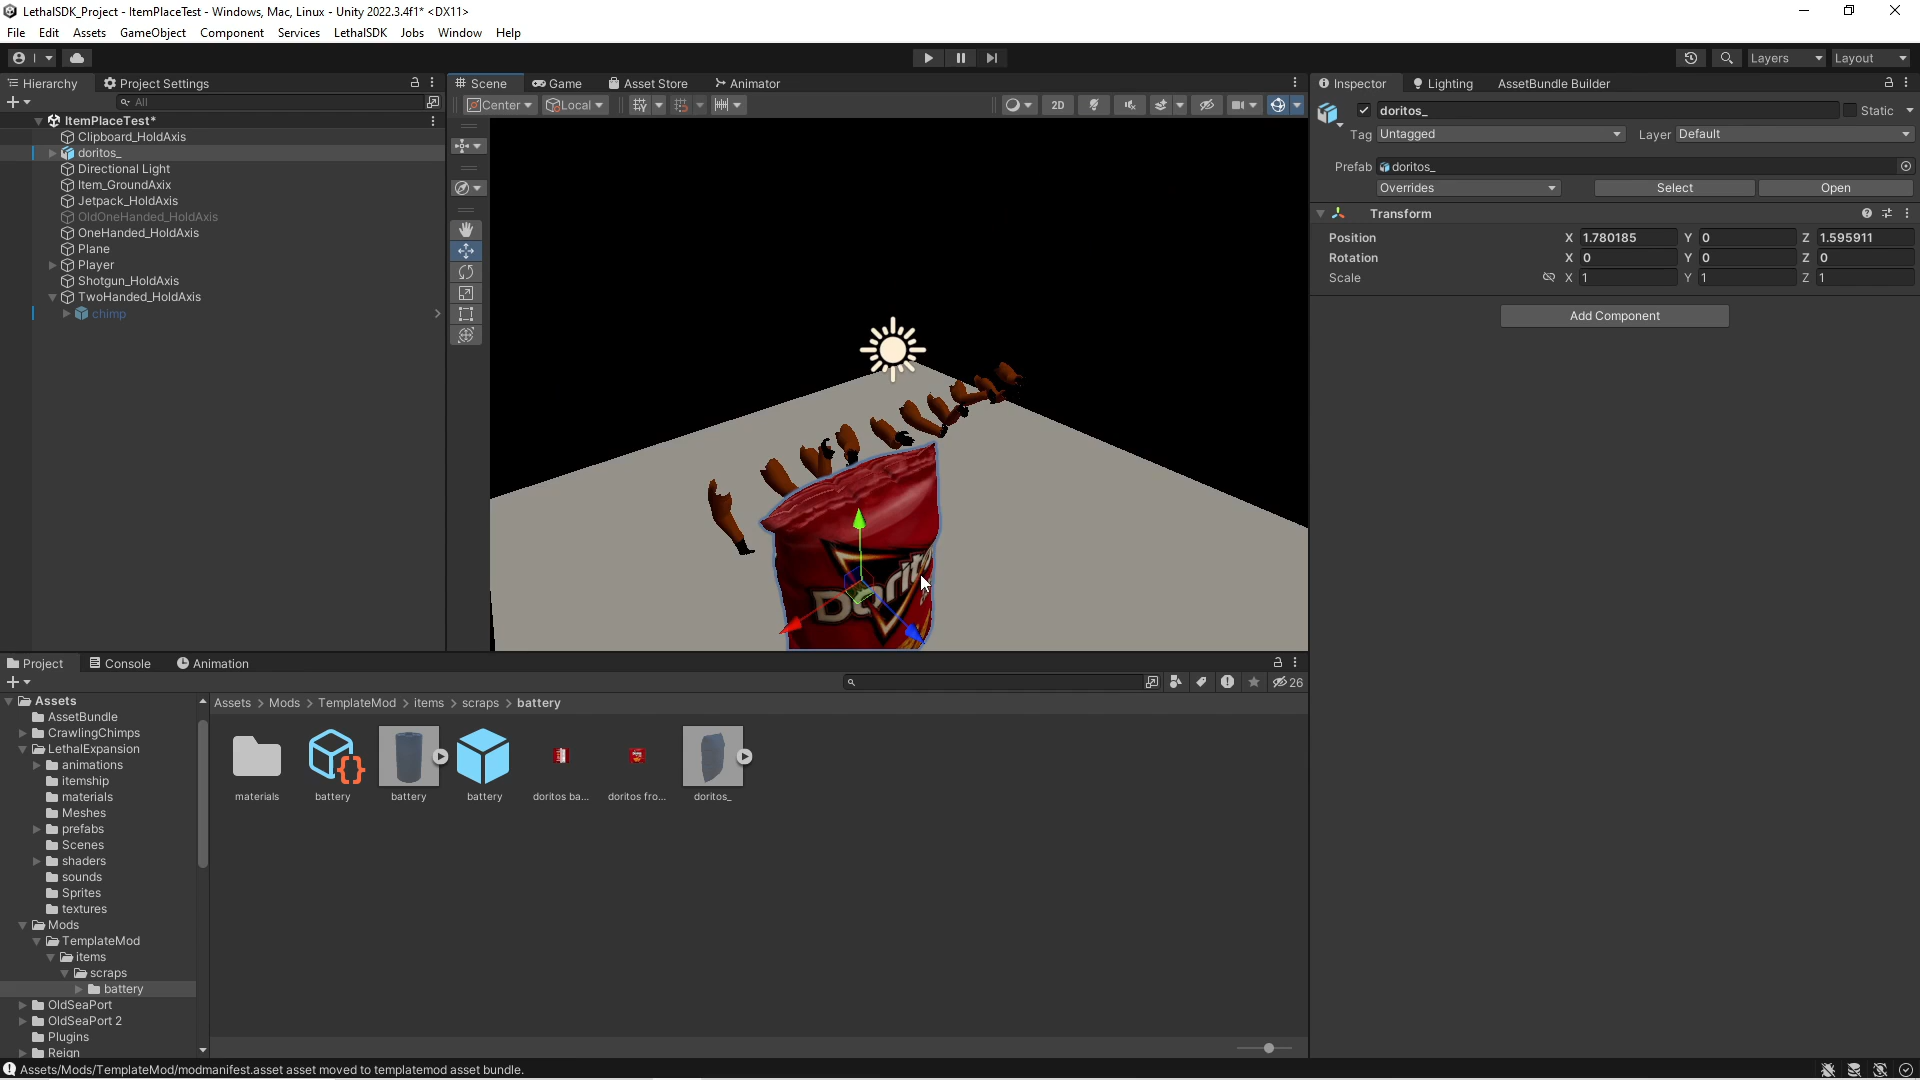 LethalSDK_Project - ItemPlaceTest - Windows, Mac, Linux - Unity 2022.3.4f1* <DX11>
File Edit Assets GameObject Component Services LethalSDK Jobs Window Help
I Layers Layout
Hierarchy Project Settings
All
ItemPlaceTest*
Clipboard_HoldAxis
doritos_
Directional Light
Item_GroundAxix
Jetpack_HoldAxis
OldOneHanded_HoldAxis
OneHanded_HoldAxis
Plane
Player
Shotgun_HoldAxis
TwoHanded_HoldAxis
chimp
Scene Game Asset Store Animator
Center Local 2D
Inspector Lighting AssetBundle Builder
doritos_ Static
Tag Untagged Layer Default
Prefab doritos_
Overrides Select Open
Transform
Position X 1.780185 Y 0 Z 1.595911
Rotation X 0 Y 0 Z 0
Scale X 1 Y 1 Z 1
Add Component
Project Console Animation
26
Assets
AssetBundle
CrawlingChimps
LethalExpansion
animations
itemship
materials
Meshes
prefabs
Scenes
shaders
sounds
Sprites
textures
Mods
TemplateMod
items
scraps
battery
OldSeaPort
OldSeaPort 2
Plugins
Reign
Assets > Mods > TemplateMod > items > scraps > battery
materials battery battery battery doritos ba... doritos fro... doritos_
Assets/Mods/TemplateMod/modmanifest.asset asset moved to templatemod asset bundle.